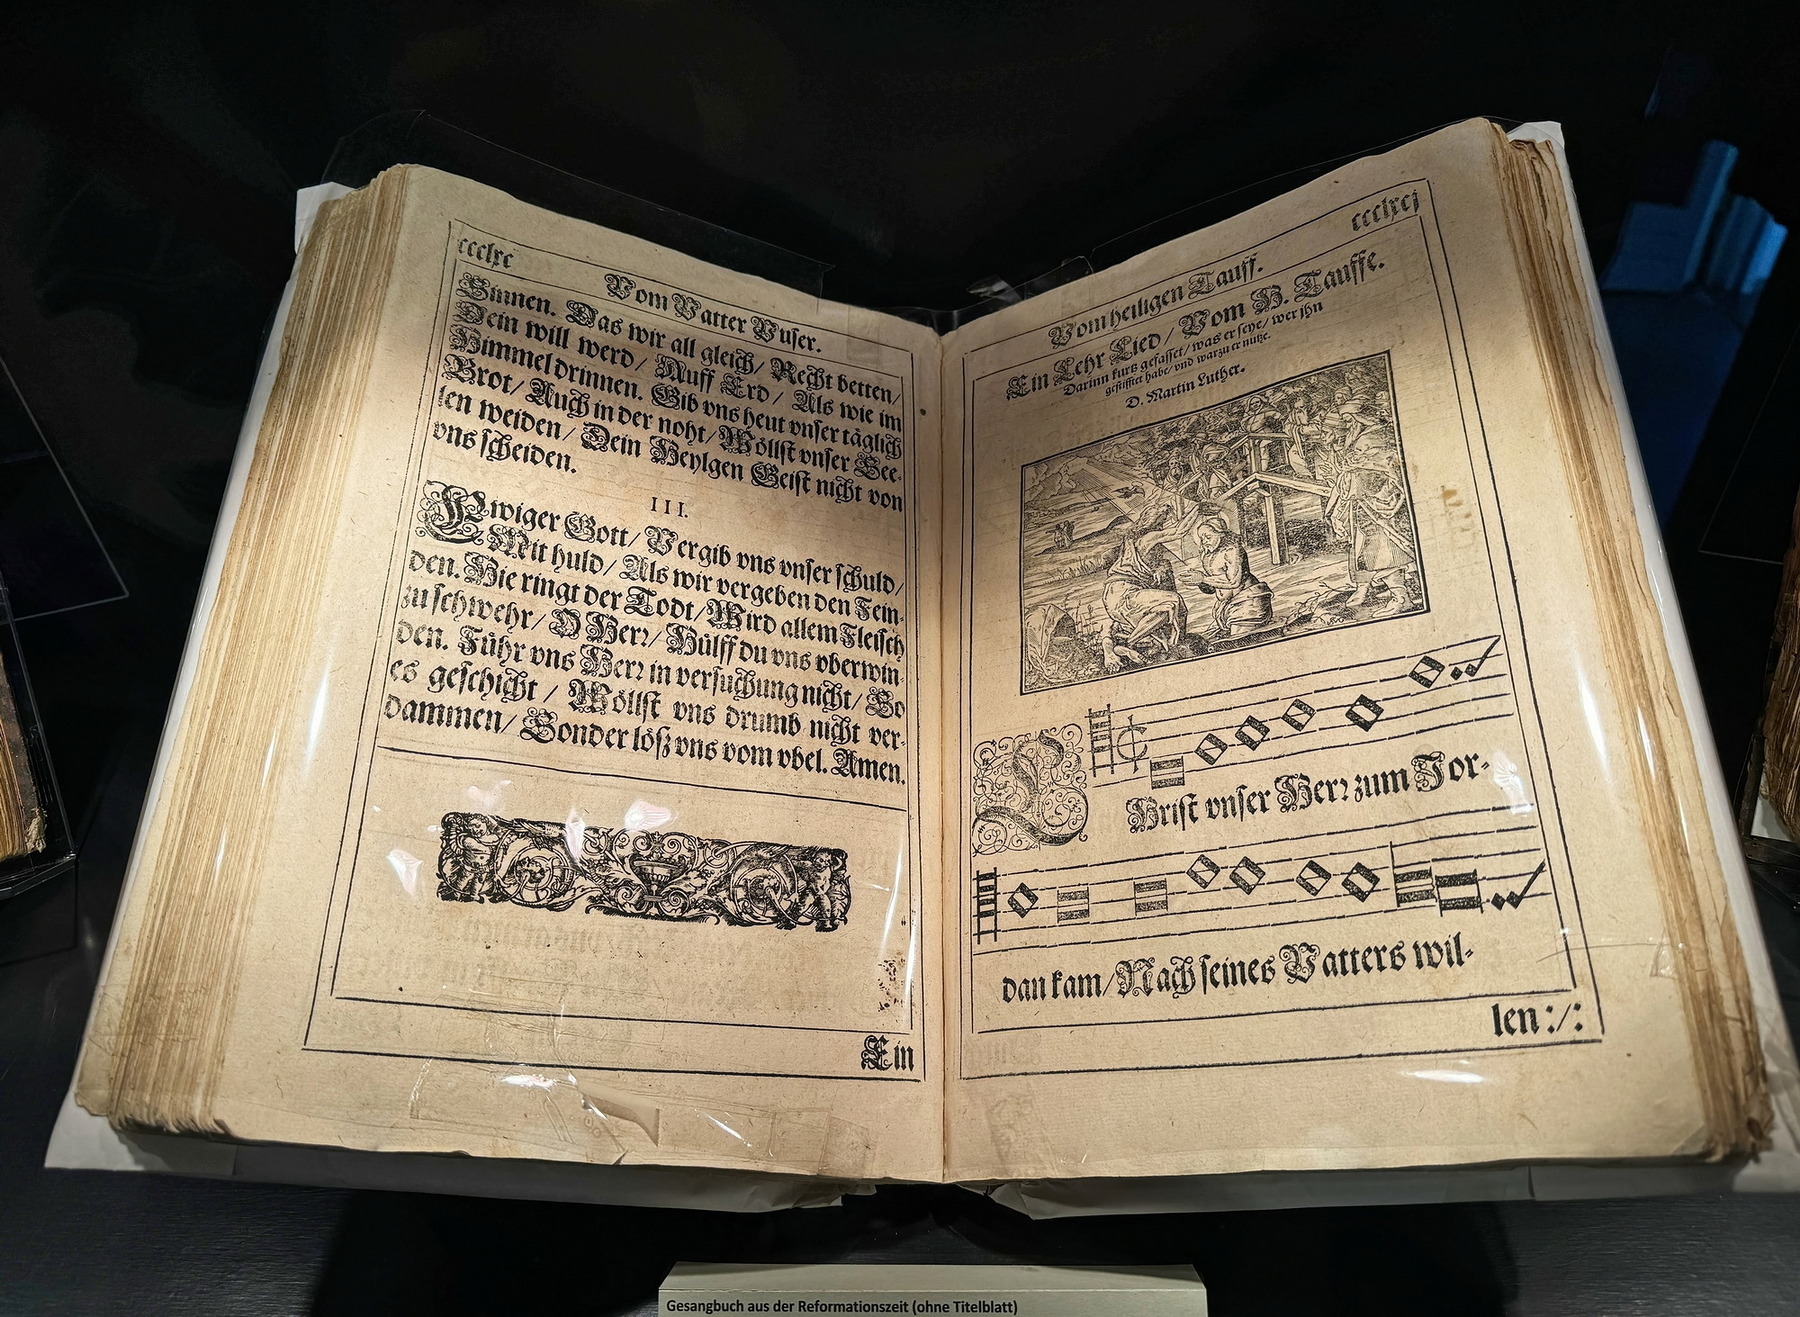 ccclxc
Vom Vatter Vnser.
Sinnen. Das wir all gleich/ Recht betten/
Dein will werd/ Auff Erd/ Als wie im
Himmel drinnen. Gib vns heut vnser täglich
Brot/ Auch in der noht/ Wöllst vnser See-
len weiden/ Dein Heylgen Geist nicht von
vns scheiden.
III.
EWiger Gott/ Vergib vns vnser schuld/
Mit huld/ Als wir vergeben den Fein-
den. Hie ringt der Todt/ Wird allem Fleisch
zu schwehr/ O Herr/ Hülff du vns vberwin-
den. Führ vns Herr in versuchung nicht/ So
es geschicht/ Wöllst vns drumb nicht ver-
dammen/ Sonder löß vns vom vbel. Amen.
Ein
ccclxcj
Vom heiligen Tauff.
Ein Lehr Lied/ Vom H. Tauffe.
Darinn kurtz gefasset/ was er seye/ wer jhn
gestifftet habe/ vnd warzu er nutze.
D. Martin Luther.
CHrist vnser Herr zum Jor-
dan kam/ Nach seines Vatters wil-
len :/:
Gesangbuch aus der Reformationszeit (ohne Titelblatt)